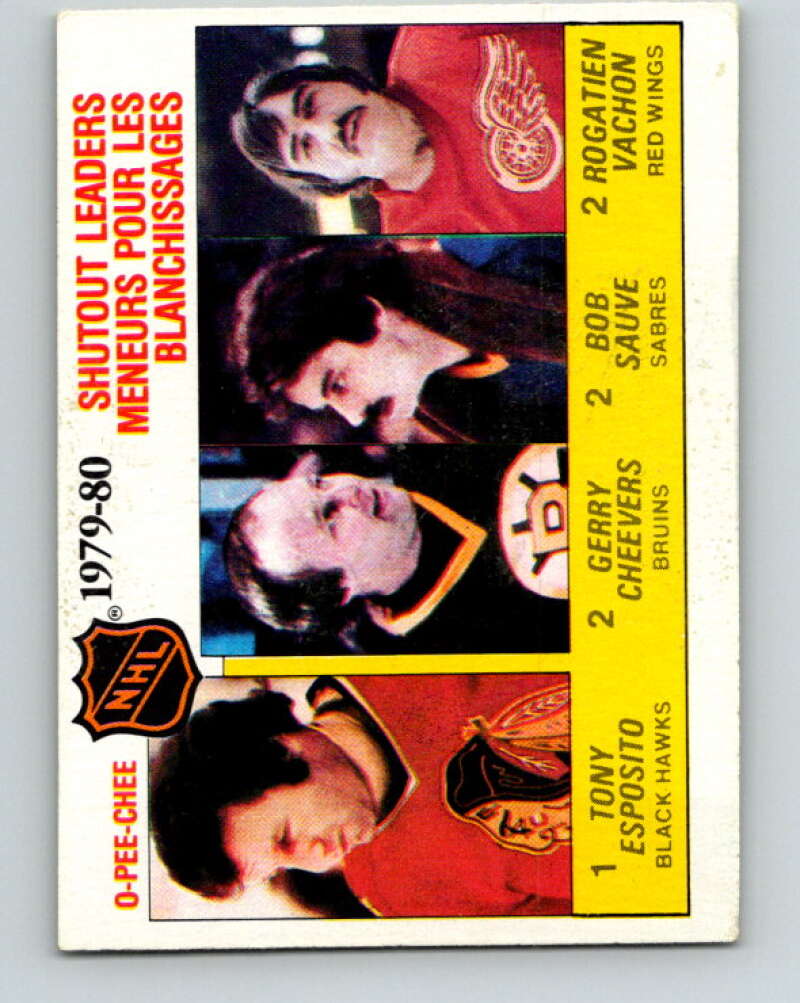 O-PEE-CHEE
NHL ®
1979-80
SHUTOUT LEADERS
MENEURS POUR LES
BLANCHISSAGES
1 TONY
ESPOSITO
BLACK HAWKS
2 GERRY
CHEEVERS
BRUINS
2 BOB
SAUVE
SABRES
2 ROGATIEN
VACHON
RED WINGS
B